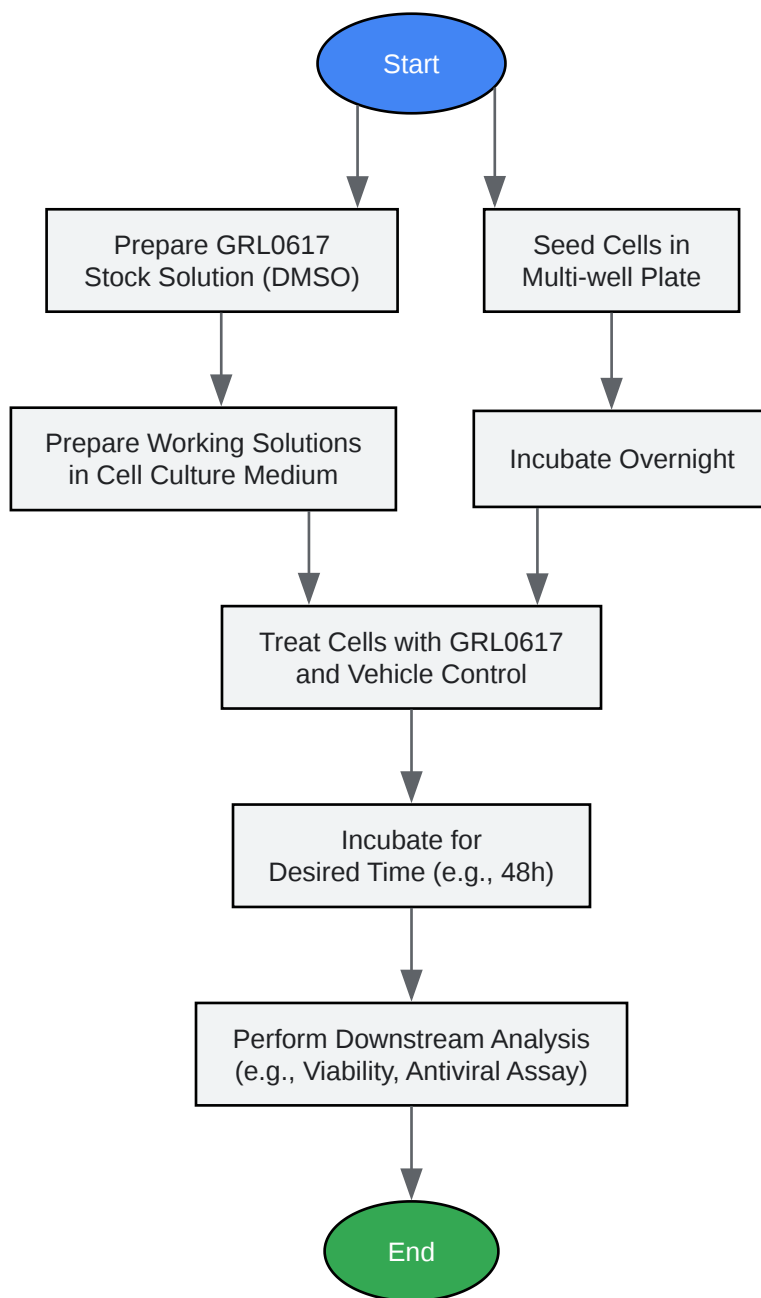 Start
Prepare GRL0617
Stock Solution (DMSO)
Seed Cells in
Multi-well Plate
Prepare Working Solutions
in Cell Culture Medium
Incubate Overnight
Treat Cells with GRL0617
and Vehicle Control
Incubate for
Desired Time (e.g., 48h)
Perform Downstream Analysis
(e.g., Viability, Antiviral Assay)
End